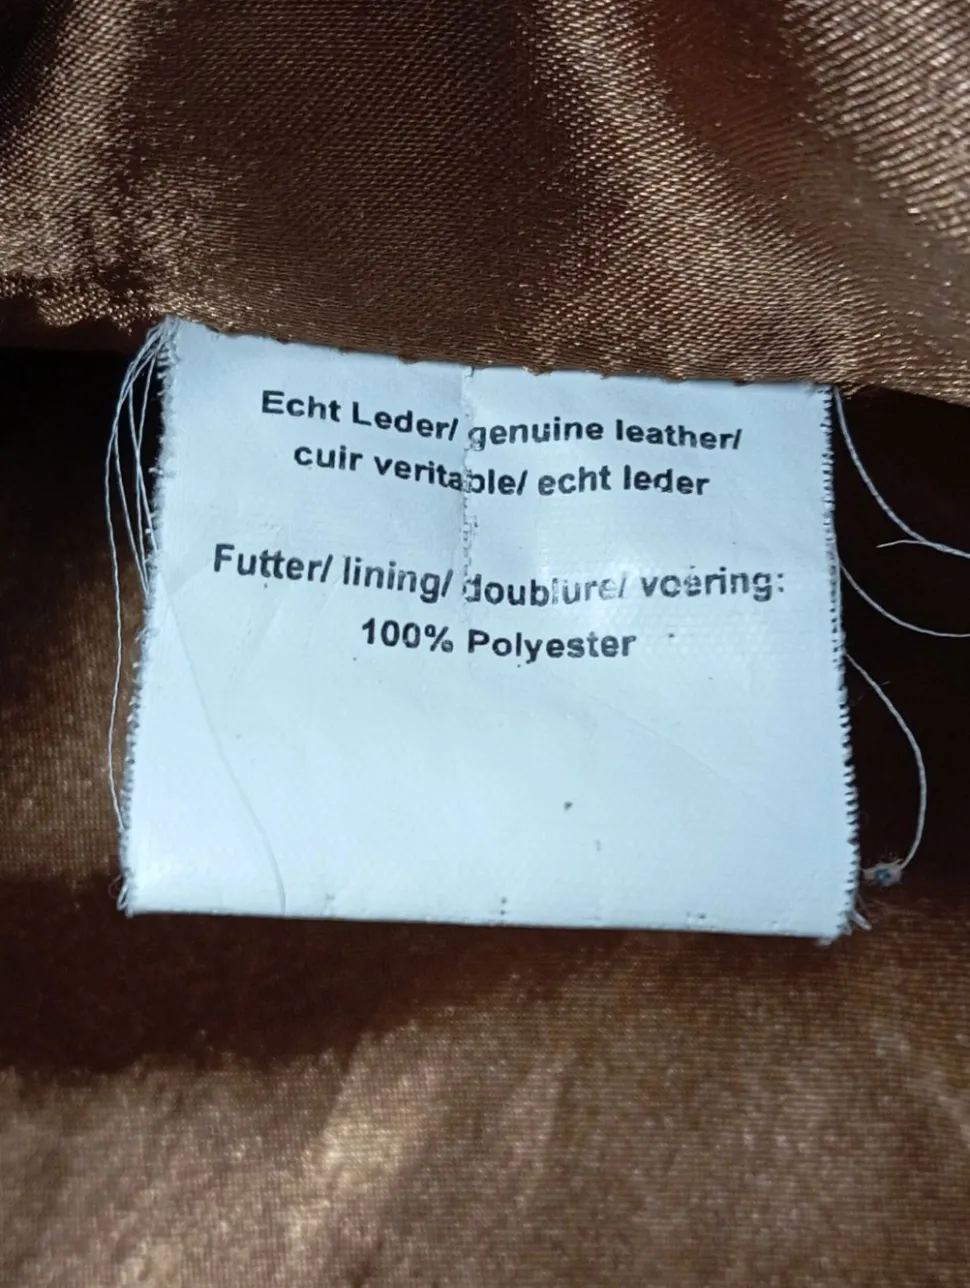 Echt Leder/ genuine leather/
cuir veritable/ echt leder
Futter/ lining/ doublure/ voering:
100% Polyester